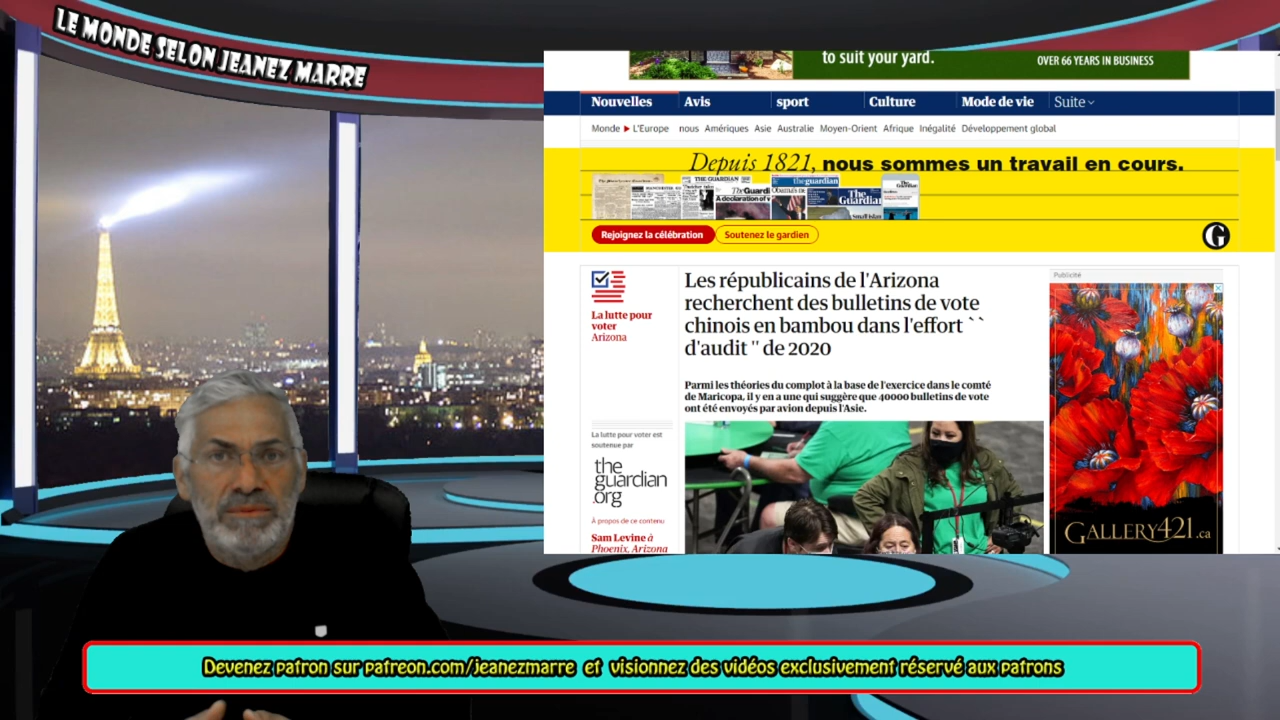 LE MONDE SELON JEANEZ MARRE
to suit your yard.
OVER 66 YEARS IN BUSINESS
Nouvelles Avis sport Culture Mode de vie Suite
Monde L'Europe nous Amériques Asie Australie Moyen-Orient Afrique Inégalité Développement global
Depuis 1821, nous sommes un travail en cours.
THE GUARDIAN
theguardian
The Guardian
Rejoignez la célébration
Soutenez le gardien
G
La lutte pour
voter
Arizona
Les républicains de l'Arizona
recherchent des bulletins de vote
chinois en bambou dans l'effort ``
d'audit '' de 2020
Parmi les théories du complot à la base de l'exercice dans le comté
de Maricopa, il y en a une qui suggère que 40000 bulletins de vote
ont été envoyés par avion depuis l'Asie.
La lutte pour voter est
soutenue par
the
guardian
.org
À propos de ce contenu
Sam Levine à
Phoenix, Arizona
Publicité
GALLERY421.ca
Devenez patron sur patreon.com/jeanezmarre et visionnez des vidéos exclusivement réservé aux patrons